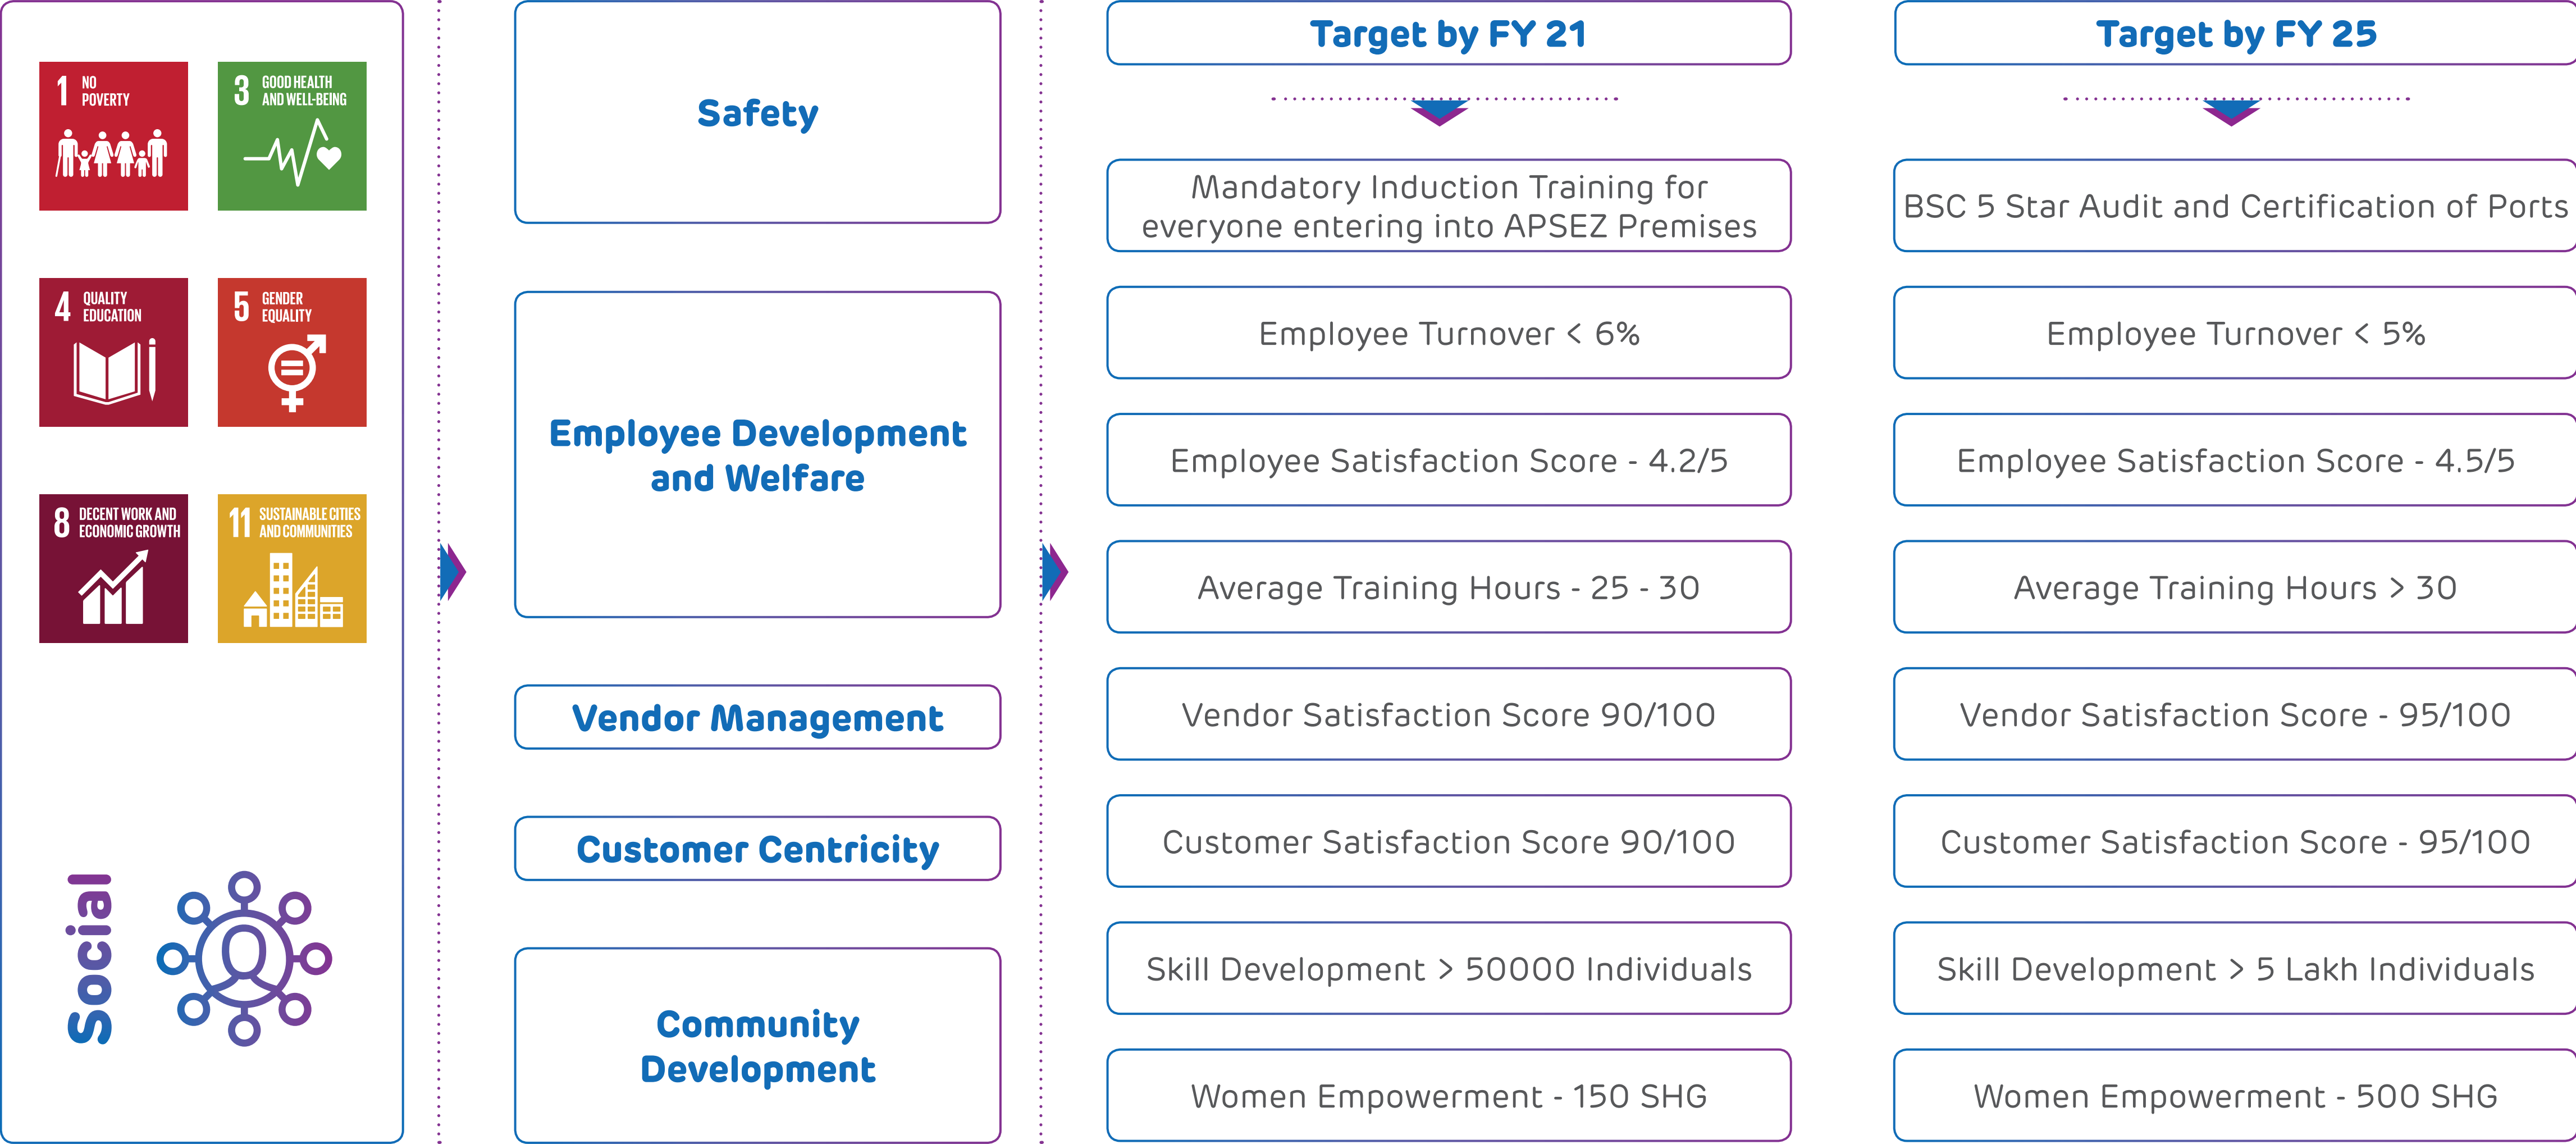 1 NO
POVERTY
3 GOOD HEALTH
AND WELL-BEING
4 QUALITY
EDUCATION
5 GENDER
EQUALITY
8 DECENT WORK AND
ECONOMIC GROWTH
11 SUSTAINABLE CITIES
AND COMMUNITIES
Social
Safety
Employee Development
and Welfare
Vendor Management
Customer Centricity
Community
Development
Target by FY 21
Mandatory Induction Training for
everyone entering into APSEZ Premises
Employee Turnover < 6%
Employee Satisfaction Score - 4.2/5
Average Training Hours - 25 - 30
Vendor Satisfaction Score 90/100
Customer Satisfaction Score 90/100
Skill Development > 50000 Individuals
Women Empowerment - 150 SHG
Target by FY 25
BSC 5 Star Audit and Certification of Ports
Employee Turnover < 5%
Employee Satisfaction Score - 4.5/5
Average Training Hours > 30
Vendor Satisfaction Score - 95/100
Customer Satisfaction Score - 95/100
Skill Development > 5 Lakh Individuals
Women Empowerment - 500 SHG